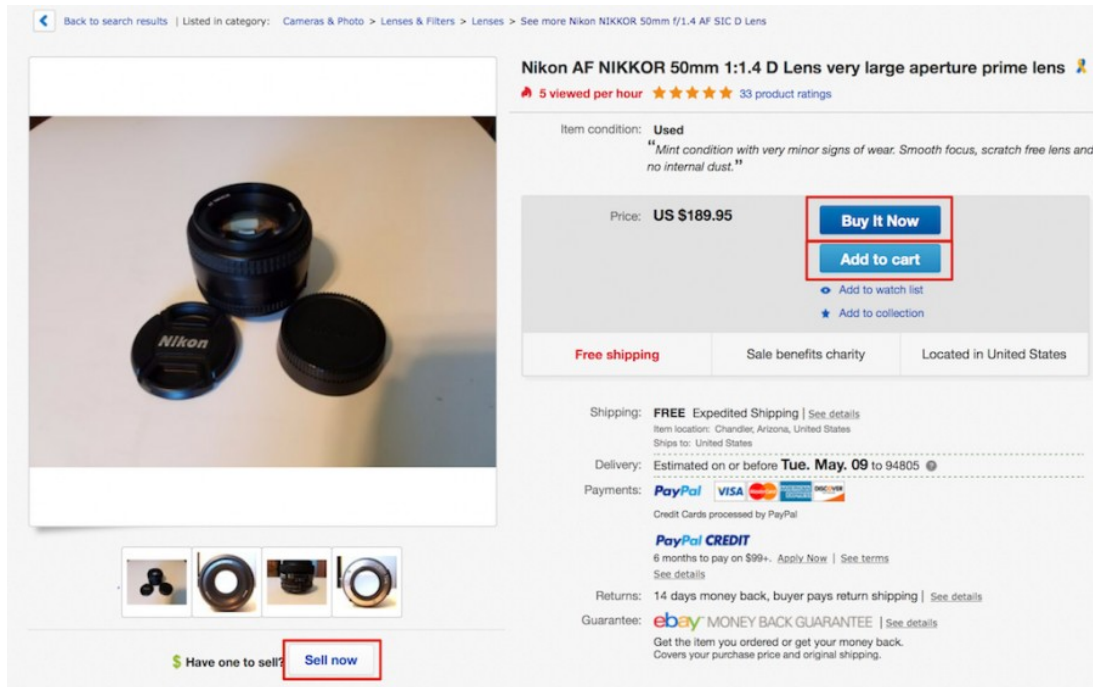 Back to search results | Listed in category: Cameras & Photo > Lenses & Filters > Lenses > See more Nikon NIKKOR 50mm f/1.4 AF SIC D Lens
Nikon AF NIKKOR 50mm 1:1.4 D Lens very large aperture prime lens
5 viewed per hour 33 product ratings
Item condition: Used
“Mint condition with very minor signs of wear. Smooth focus, scratch free lens and
no internal dust.”
Price: US $189.95
Buy It Now
Add to cart
Add to watch list
Add to collection
Free shipping Sale benefits charity Located in United States
Shipping: FREE Expedited Shipping | See details
Item location: Chandler, Arizona, United States
Ships to: United States
Delivery: Estimated on or before Tue. May. 09 to 94805
Payments: PayPal VISA DISCOVER
Credit Cards processed by PayPal
PayPal CREDIT
6 months to pay on $99+. Apply Now | See terms
See details
Returns: 14 days money back, buyer pays return shipping | See details
Guarantee: ebay MONEY BACK GUARANTEE | See details
Get the item you ordered or get your money back.
Covers your purchase price and original shipping.
Nikon
$ Have one to sell? Sell now